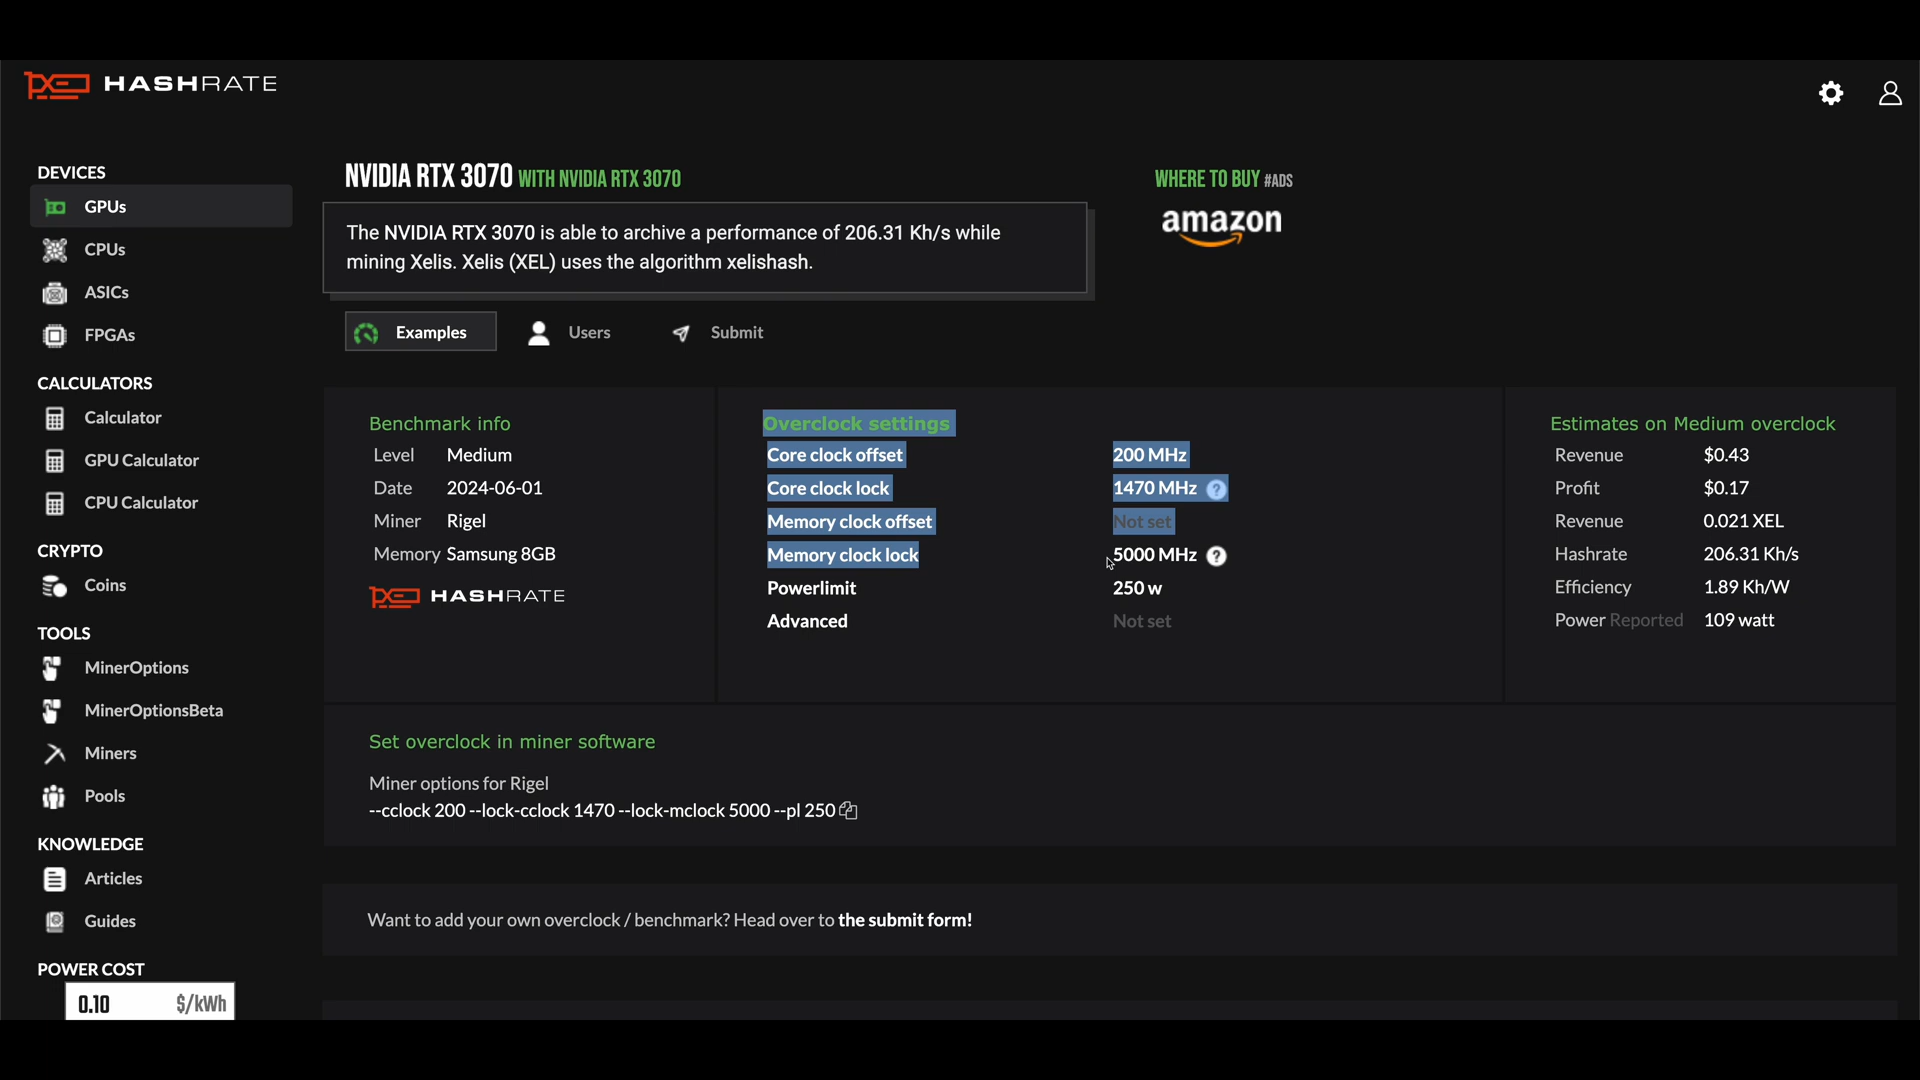 HASHRATE
DEVICES
GPUs
CPUs
ASICs
FPGAs
CALCULATORS
Calculator
GPU Calculator
CPU Calculator
CRYPTO
Coins
TOOLS
MinerOptions
MinerOptionsBeta
Miners
Pools
KNOWLEDGE
Articles
Guides
POWER COST
0.10 $/kWh
NVIDIA RTX 3070 WITH NVIDIA RTX 3070
The NVIDIA RTX 3070 is able to archive a performance of 206.31 Kh/s while
mining Xelis. Xelis (XEL) uses the algorithm xelishash.
WHERE TO BUY #ADS
amazon
Examples Users Submit
Benchmark info
Level Medium
Date 2024-06-01
Miner Rigel
Memory Samsung 8GB
HASHRATE
Overclock settings
Core clock offset 200 MHz
Core clock lock 1470 MHz ?
Memory clock offset Not set
Memory clock lock 5000 MHz ?
Powerlimit 250 w
Advanced Not set
Estimates on Medium overclock
Revenue $0.43
Profit $0.17
Revenue 0.021 XEL
Hashrate 206.31 Kh/s
Efficiency 1.89 Kh/W
Power Reported 109 watt
Set overclock in miner software
Miner options for Rigel
--cclock 200 --lock-cclock 1470 --lock-mclock 5000 --pl 250
Want to add your own overclock / benchmark? Head over to the submit form!